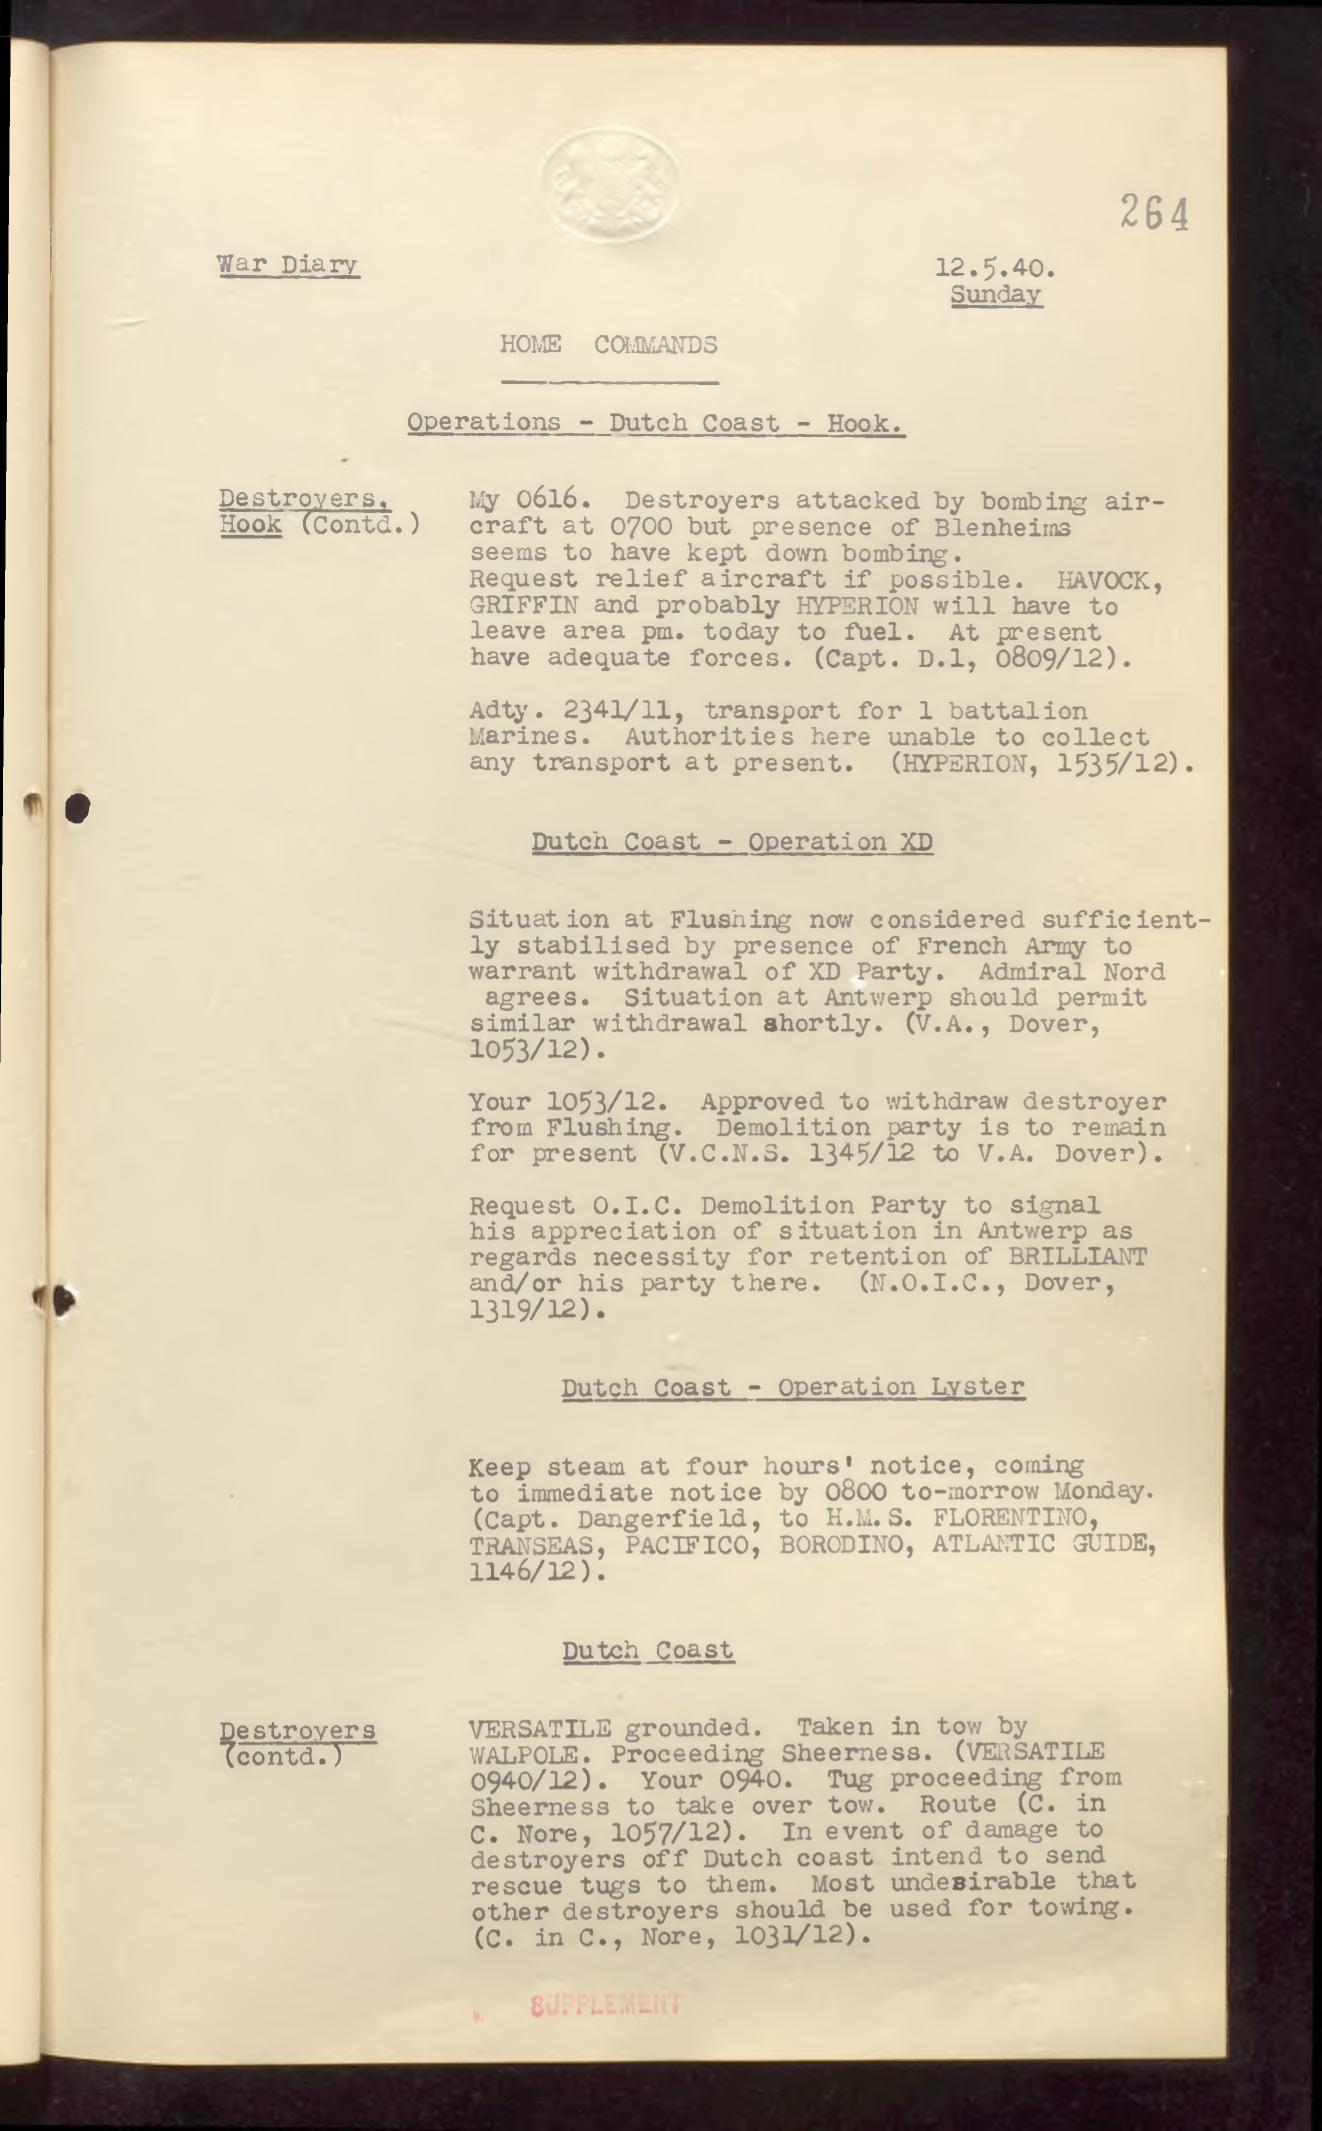 264
War Diary
12.5.40.
Sunday
HOME COMMANDS
Operations - Dutch Coast - Hook.
Destroyers.
Hook (Contd.)
My 0616. Destroyers attacked by bombing air-
craft at 0700 but presence of Blenheims
seems to have kept down bombing.
Request relief aircraft if possible. HAVOCK,
GRIFFIN and probably HYPERION will have to
leave area pm. today to fuel. At present
have adequate forces. (Capt. D.1, 0809/12).
Adty. 2341/11, transport for 1 battalion
Marines. Authorities here unable to collect
any transport at present. (HYPERION, 1535/12).
Dutch Coast - Operation XD
Situation at Flushing now considered sufficient-
ly stabilised by presence of French Army to
warrant withdrawal of XD Party. Admiral Nord
agrees. Situation at Antwerp should permit
similar withdrawal shortly. (V.A., Dover,
1053/12).
Your 1053/12. Approved to withdraw destroyer
from Flushing. Demolition party is to remain
for present (V.C.N.S. 1345/12 to V.A. Dover).
Request O.I.C. Demolition Party to signal
his appreciation of situation in Antwerp as
regards necessity for retention of BRILLIANT
and/or his party there. (N.O.I.C., Dover,
1319/12).
Dutch Coast - Operation Lyster
Keep steam at four hours' notice, coming
to immediate notice by 0800 to-morrow Monday.
(Capt. Dangerfield, to H.M.S. FLORENTINO,
TRANSEAS, PACIFICO, BORODINO, ATLANTIC GUIDE,
1146/12).
Dutch Coast
Destroyers
(contd.)
VERSATILE grounded. Taken in tow by
WALPOLE. Proceeding Sheerness. (VERSATILE
0940/12). Your 0940. Tug proceeding from
Sheerness to take over tow. Route (C. in
C. Nore, 1057/12). In event of damage to
destroyers off Dutch coast intend to send
rescue tugs to them. Most undesirable that
other destroyers should be used for towing.
(C. in C., Nore, 1031/12).
SUPPLEMENT